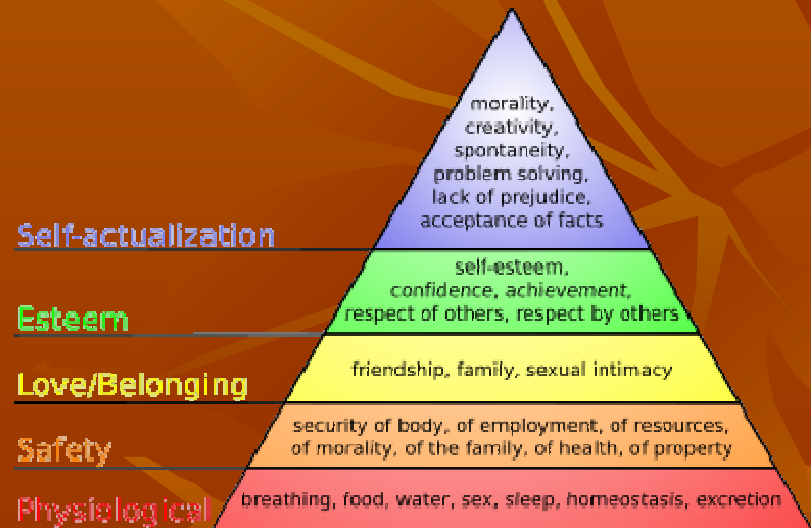 morality,
creativity,
spontaneity,
problem solving,
lack of prejudice,
acceptance of facts
Self-actualization
self-esteem,
confidence, achievement,
respect of others, respect by others
Esteem
friendship, family, sexual intimacy
Love/Belonging
security of body, of employment, of resources,
of morality, of the family, of health, of property
Safety
breathing, food, water, sex, sleep, homeostasis, excretion
Physiological